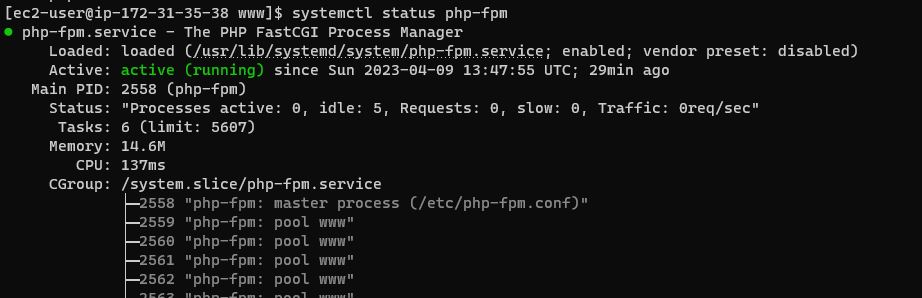 [ec2-user@ip-172-31-35-38 www]$ systemctl status php-fpm
● php-fpm.service - The PHP FastCGI Process Manager
Loaded: loaded (/usr/lib/systemd/system/php-fpm.service; enabled; vendor preset: disabled)
Active: active (running) since Sun 2023-04-09 13:47:55 UTC; 29min ago
Main PID: 2558 (php-fpm)
Status: "Processes active: 0, idle: 5, Requests: 0, slow: 0, Traffic: 0req/sec"
Tasks: 6 (limit: 5607)
Memory: 14.6M
CPU: 137ms
CGroup: /system.slice/php-fpm.service
├─2558 "php-fpm: master process (/etc/php-fpm.conf)"
├─2559 "php-fpm: pool www"
├─2560 "php-fpm: pool www"
├─2561 "php-fpm: pool www"
├─2562 "php-fpm: pool www"
2563 "php-fpm: pool www"